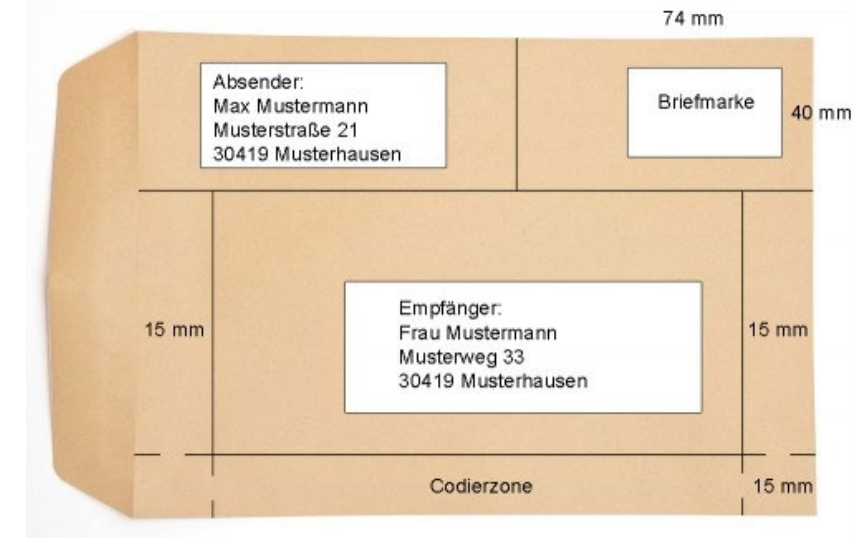 74 mm
Absender:
Max Mustermann
Musterstraße 21
30419 Musterhausen
Briefmarke
40 mm
15 mm
Empfänger:
Frau Mustermann
Musterweg 33
30419 Musterhausen
15 mm
Codierzone
15 mm